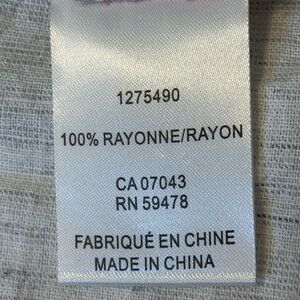 1275490
100% RAYONNE/RAYON
CA 07043
RN 59478
FABRIQUÉ EN CHINE
MADE IN CHINA